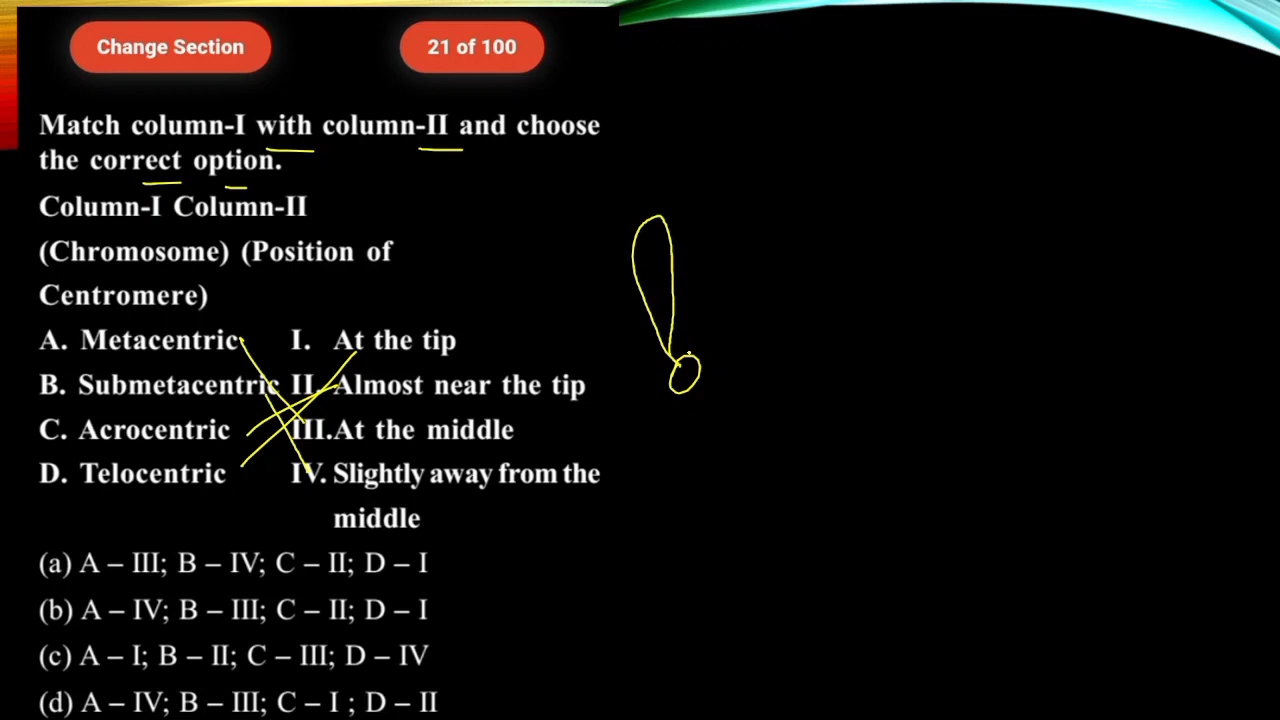 Change Section
21 of 100
Match column-I with column-II and choose
the correct option.
Column-I Column-II
(Chromosome) (Position of
Centromere)
A. Metacentric I. At the tip
B. Submetacentric II. Almost near the tip
C. Acrocentric III.At the middle
D. Telocentric IV. Slightly away from the
middle
(a) A – III; B – IV; C – II; D – I
(b) A – IV; B – III; C – II; D – I
(c) A – I; B – II; C – III; D – IV
(d) A – IV; B – III; C – I ; D – II